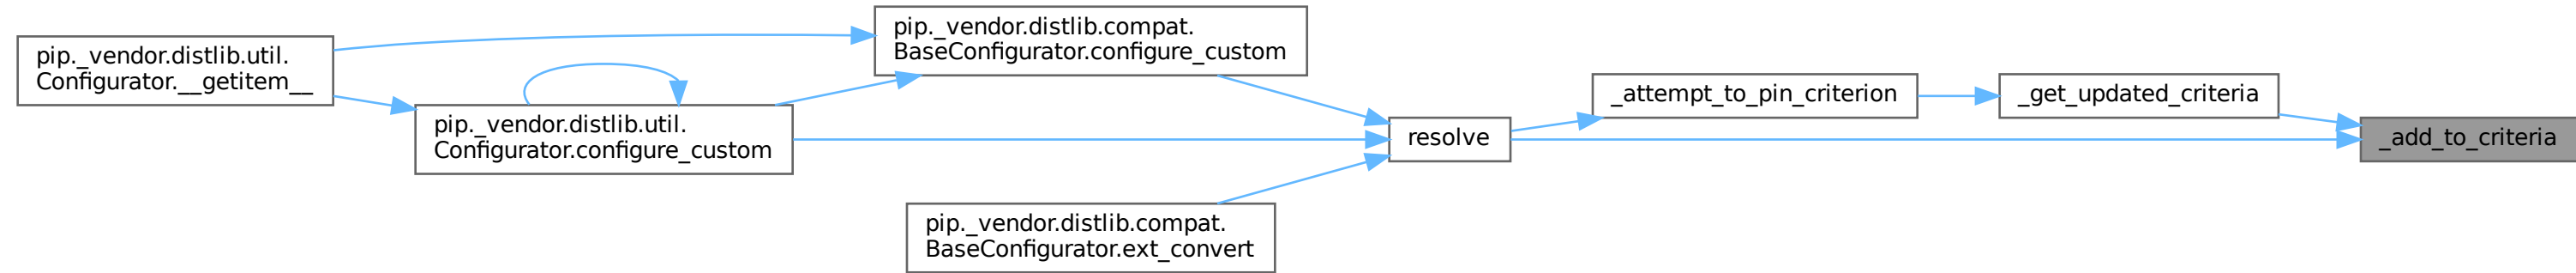 pip._vendor.distlib.util.
Configurator.__getitem__
pip._vendor.distlib.util.
Configurator.configure_custom
pip._vendor.distlib.compat.
BaseConfigurator.configure_custom
pip._vendor.distlib.compat.
BaseConfigurator.ext_convert
resolve
_attempt_to_pin_criterion
_get_updated_criteria
_add_to_criteria